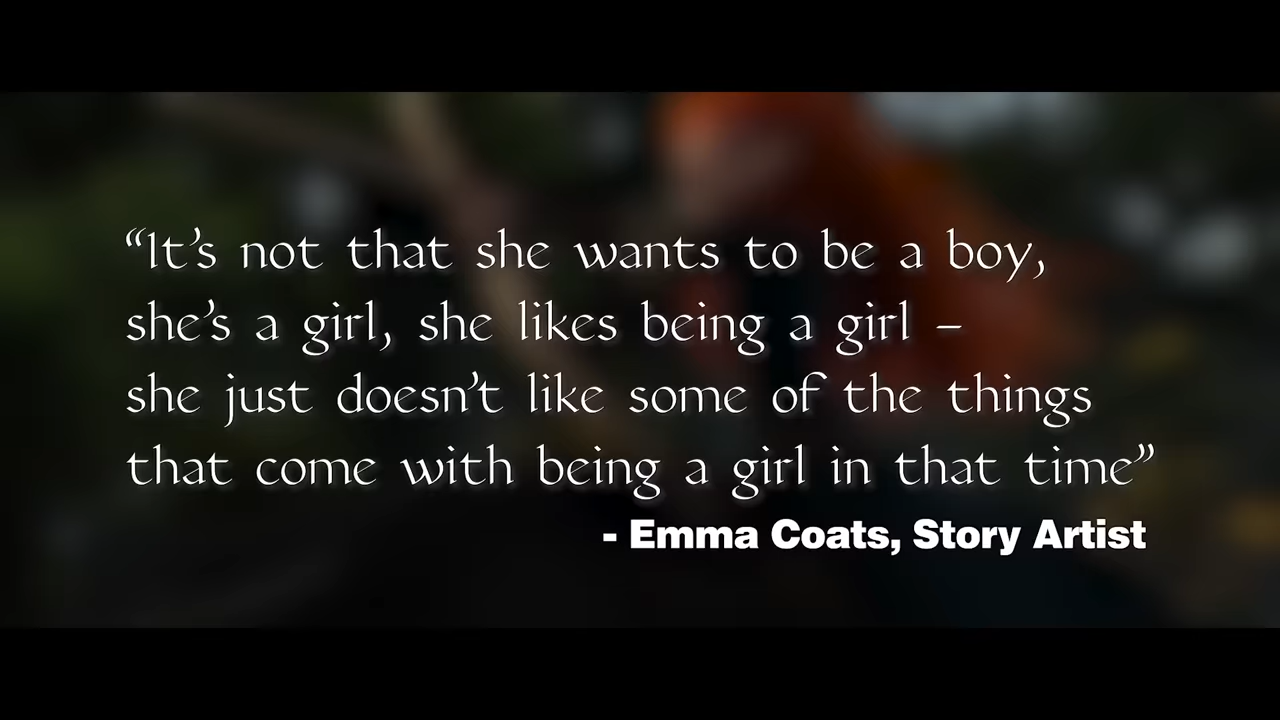 “It’s not that she wants to be a boy,
she’s a girl, she likes being a girl –
she just doesn’t like some of the things
that come with being a girl in that time”
- Emma Coats, Story Artist